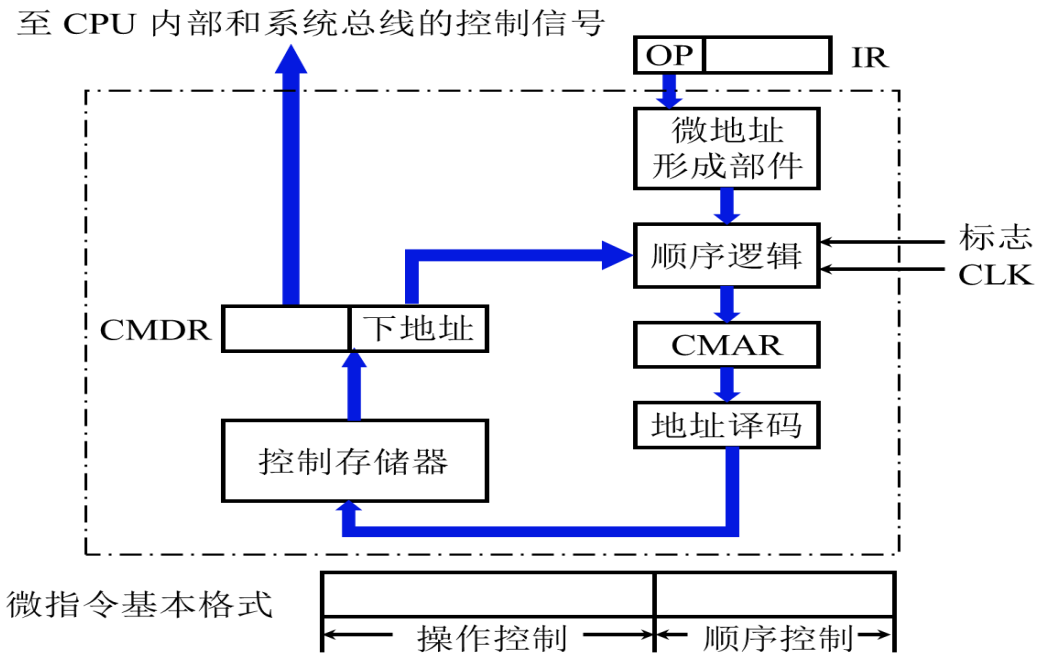 至 CPU 内部和系统总线的控制信号
OP
IR
微地址
形成部件
顺序逻辑
标志
CLK
CMDR
下地址
CMAR
地址译码
控制存储器
微指令基本格式
操作控制
顺序控制